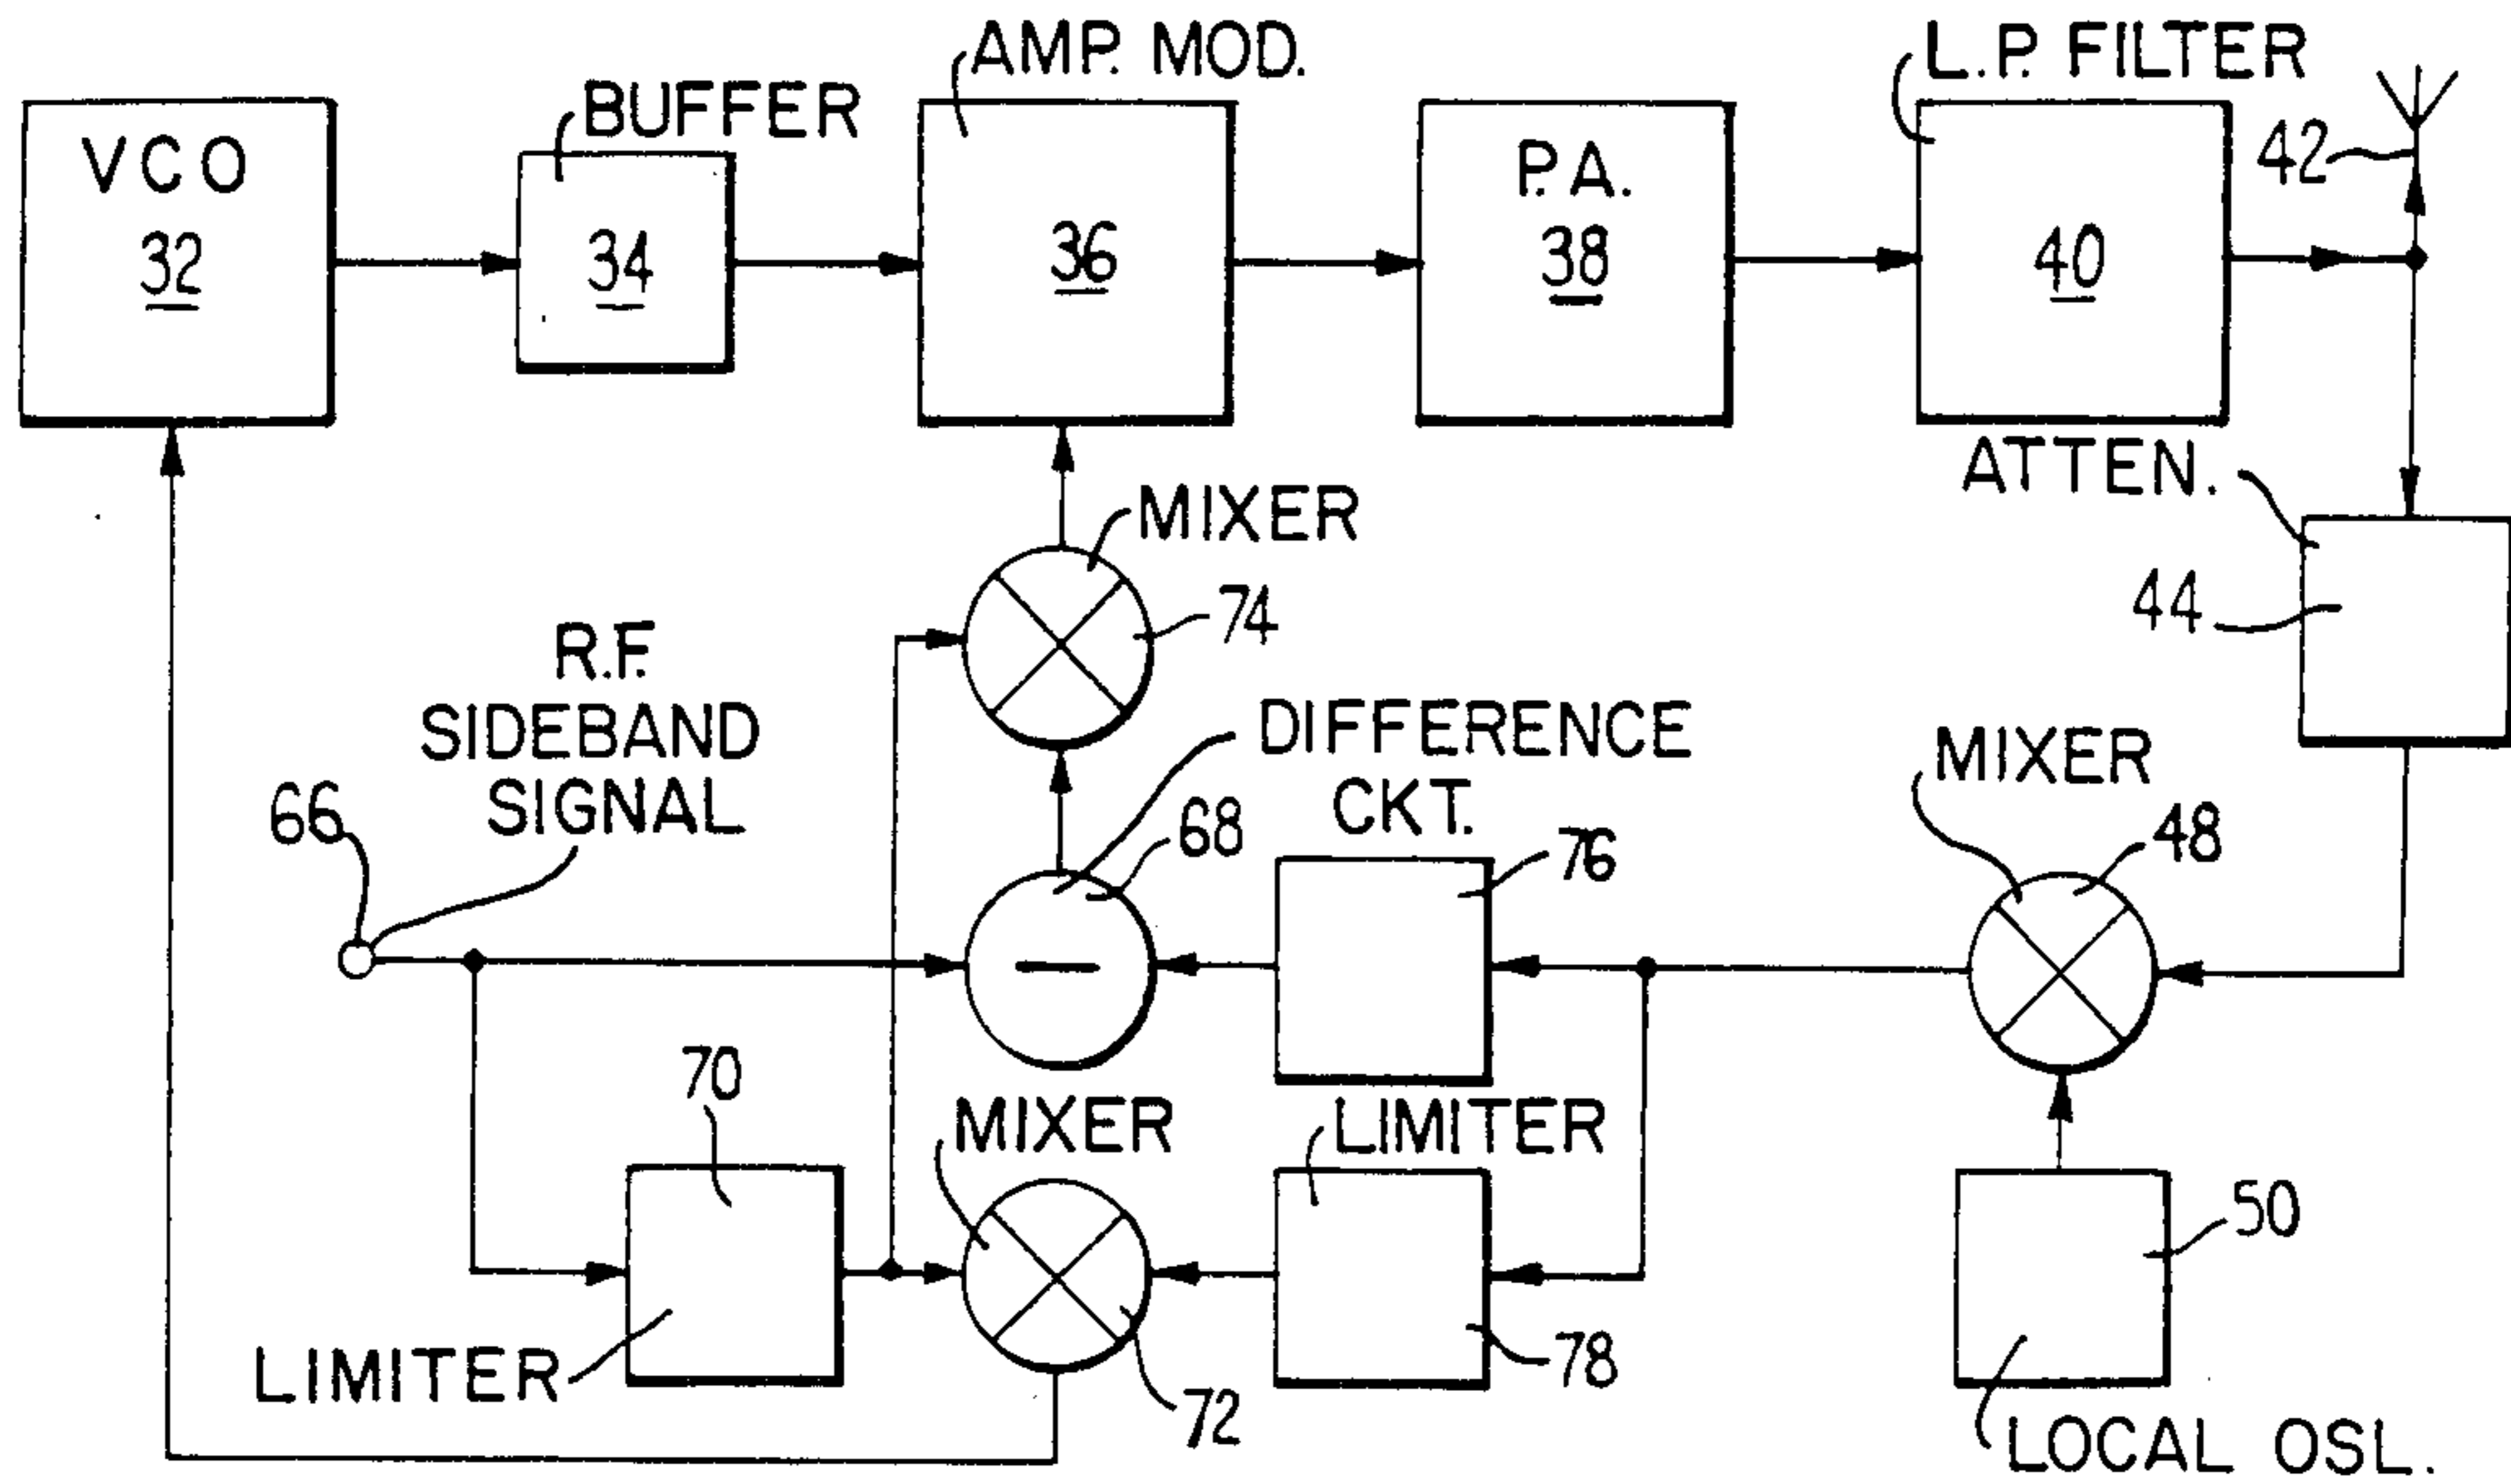 AMP. MOD.
L.P. FILTER
BUFFER
VCO
32
34
36
P.A.
38
40
42
ATTEN.
44
MIXER
74
R.F.
SIDEBAND
SIGNAL
66
DIFFERENCE
CKT.
68
76
MIXER
48
70
MIXER
LIMITER
50
LIMITER
72
78
LOCAL OSL.